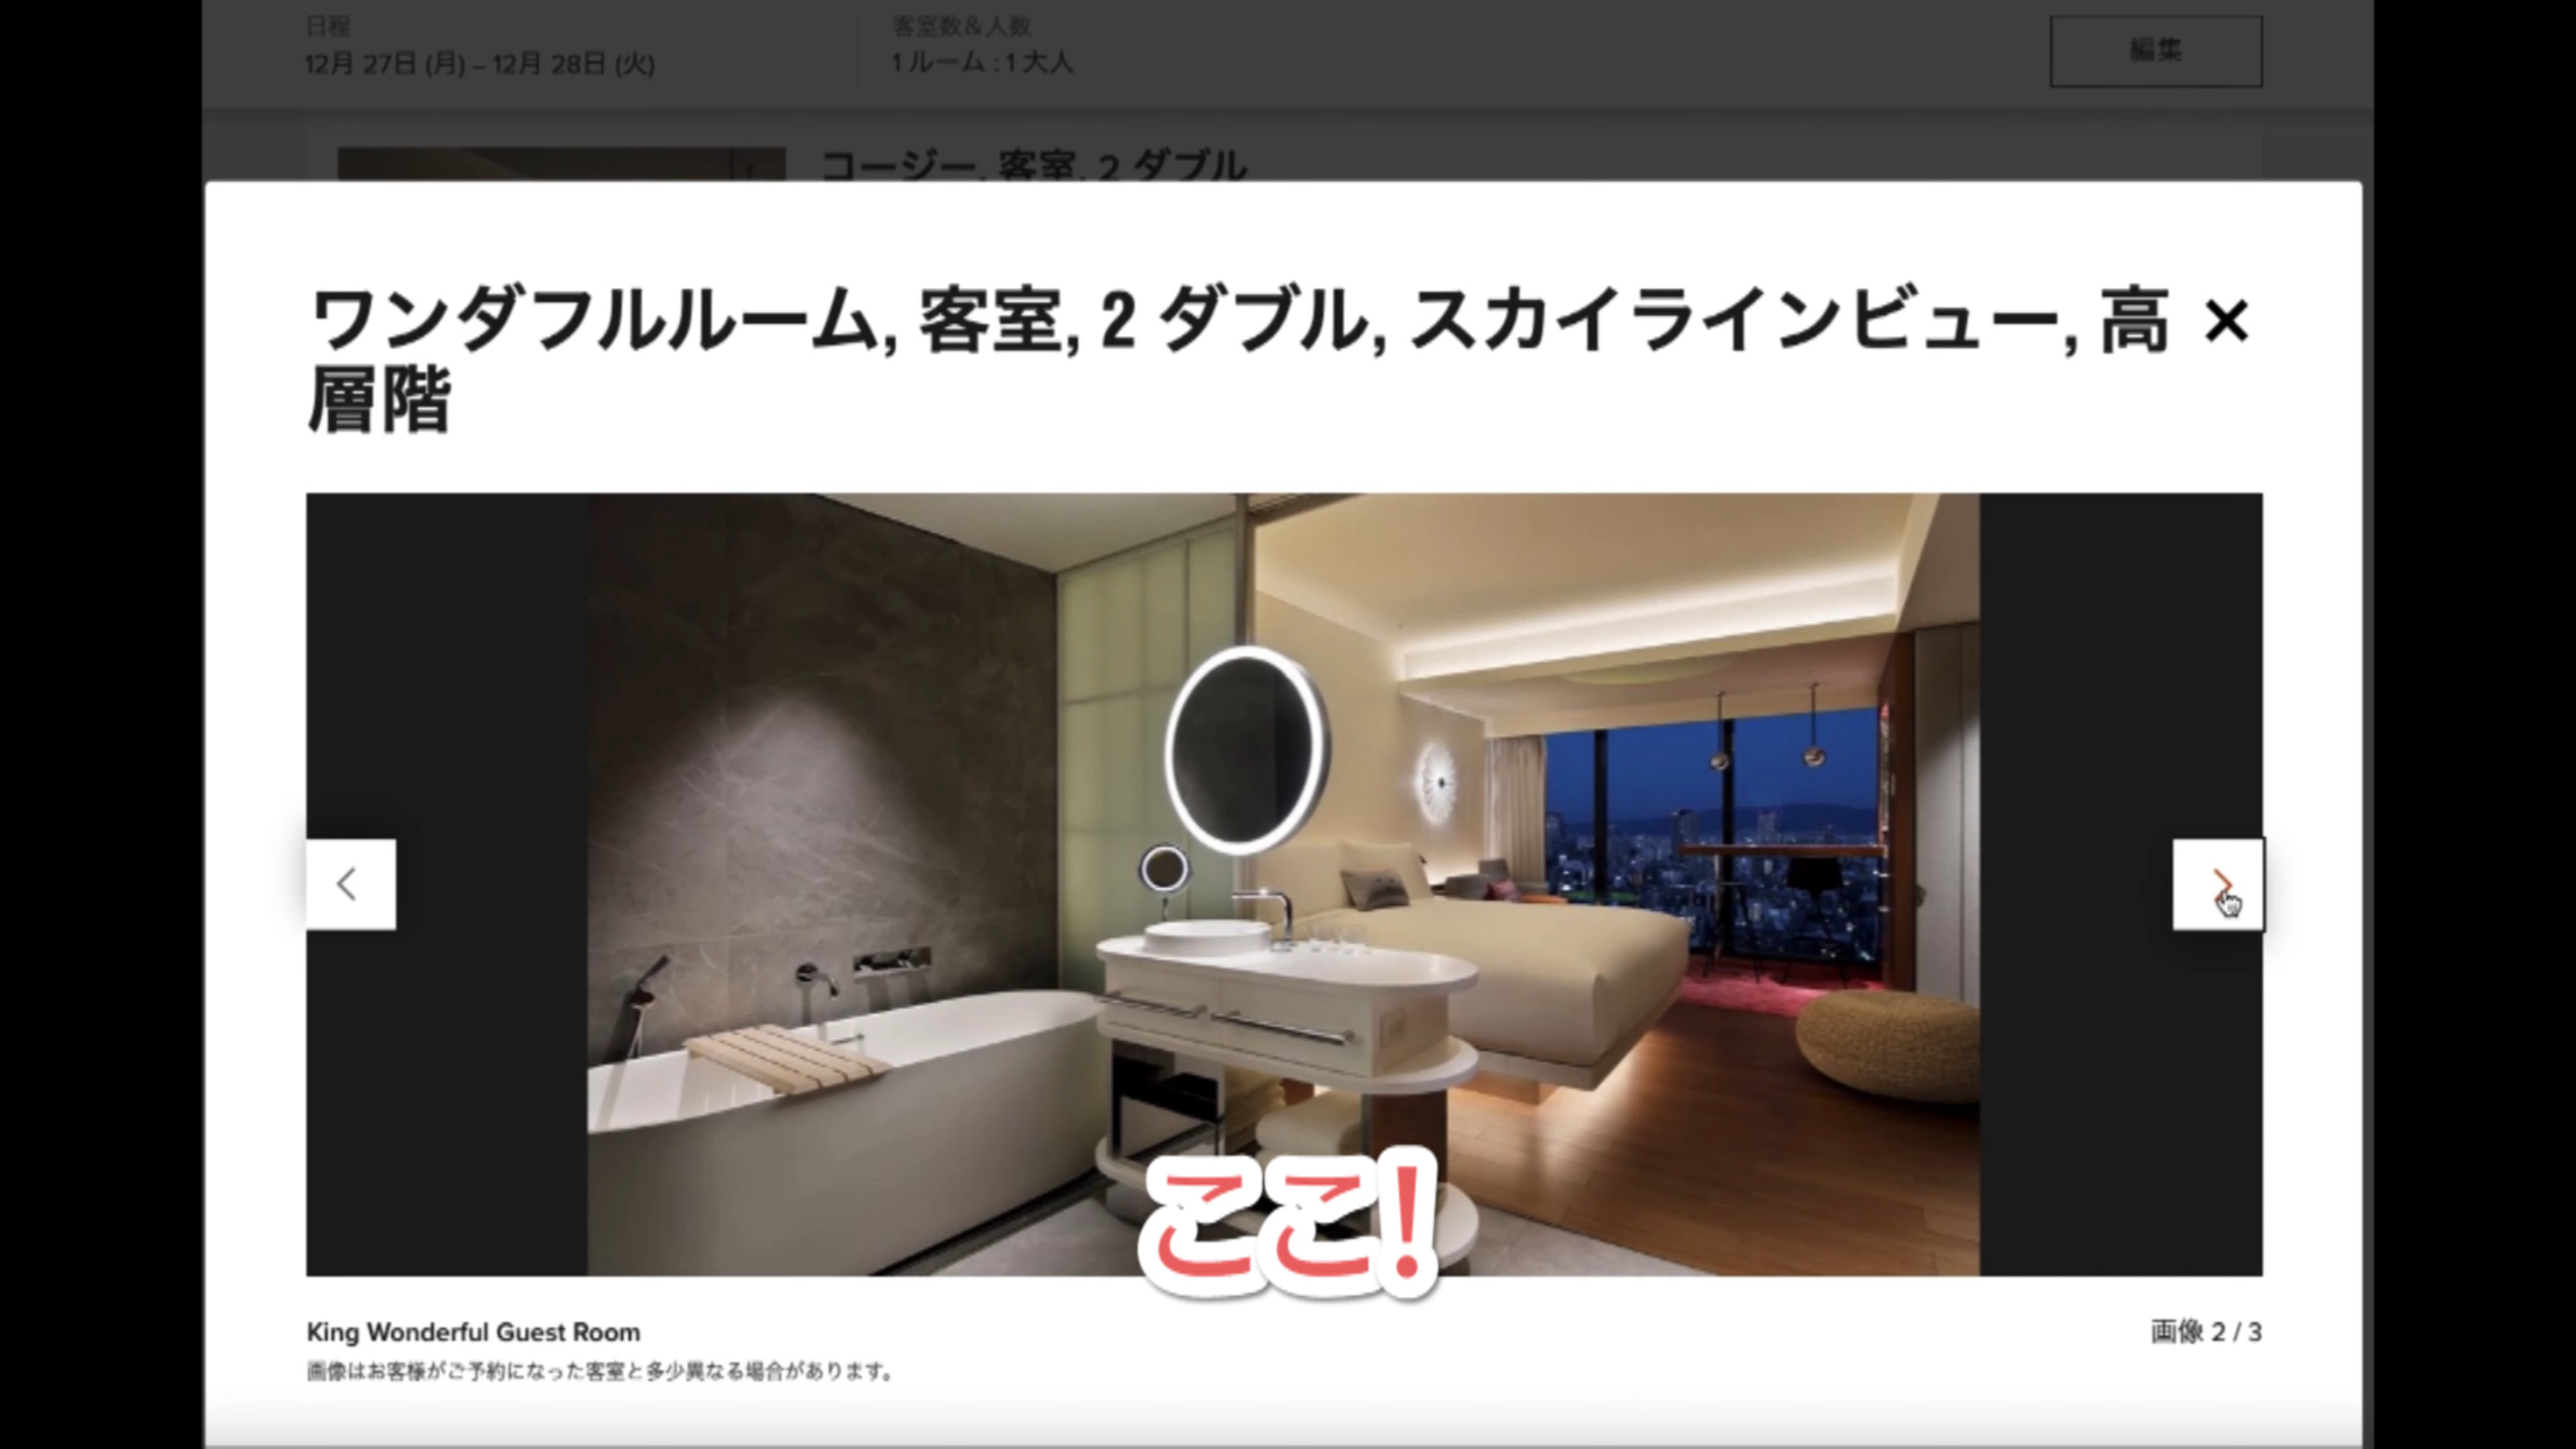 日程
12月 27日 (月) – 12月 28日 (火)
客室数＆人数
1 ルーム : 1 大人
編集
コージー, 客室, 2 ダブル
ワンダフルルーム, 客室, 2 ダブル, スカイラインビュー, 高
層階
ここ!
King Wonderful Guest Room
画像はお客様がご予約になった客室と多少異なる場合があります。
画像 2 / 3